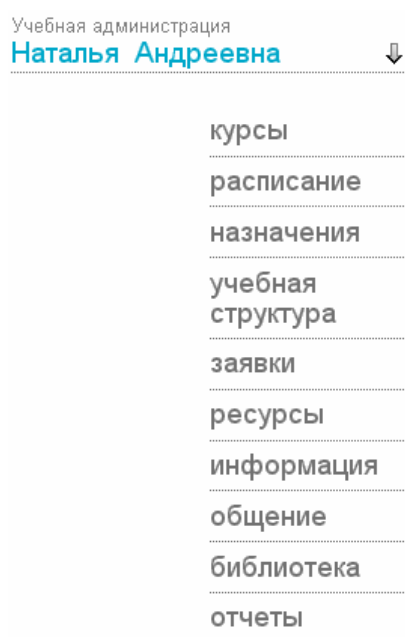 Учебная администрация
Наталья Андреевна
курсы
расписание
назначения
учебная
структура
заявки
ресурсы
информация
общение
библиотека
отчеты